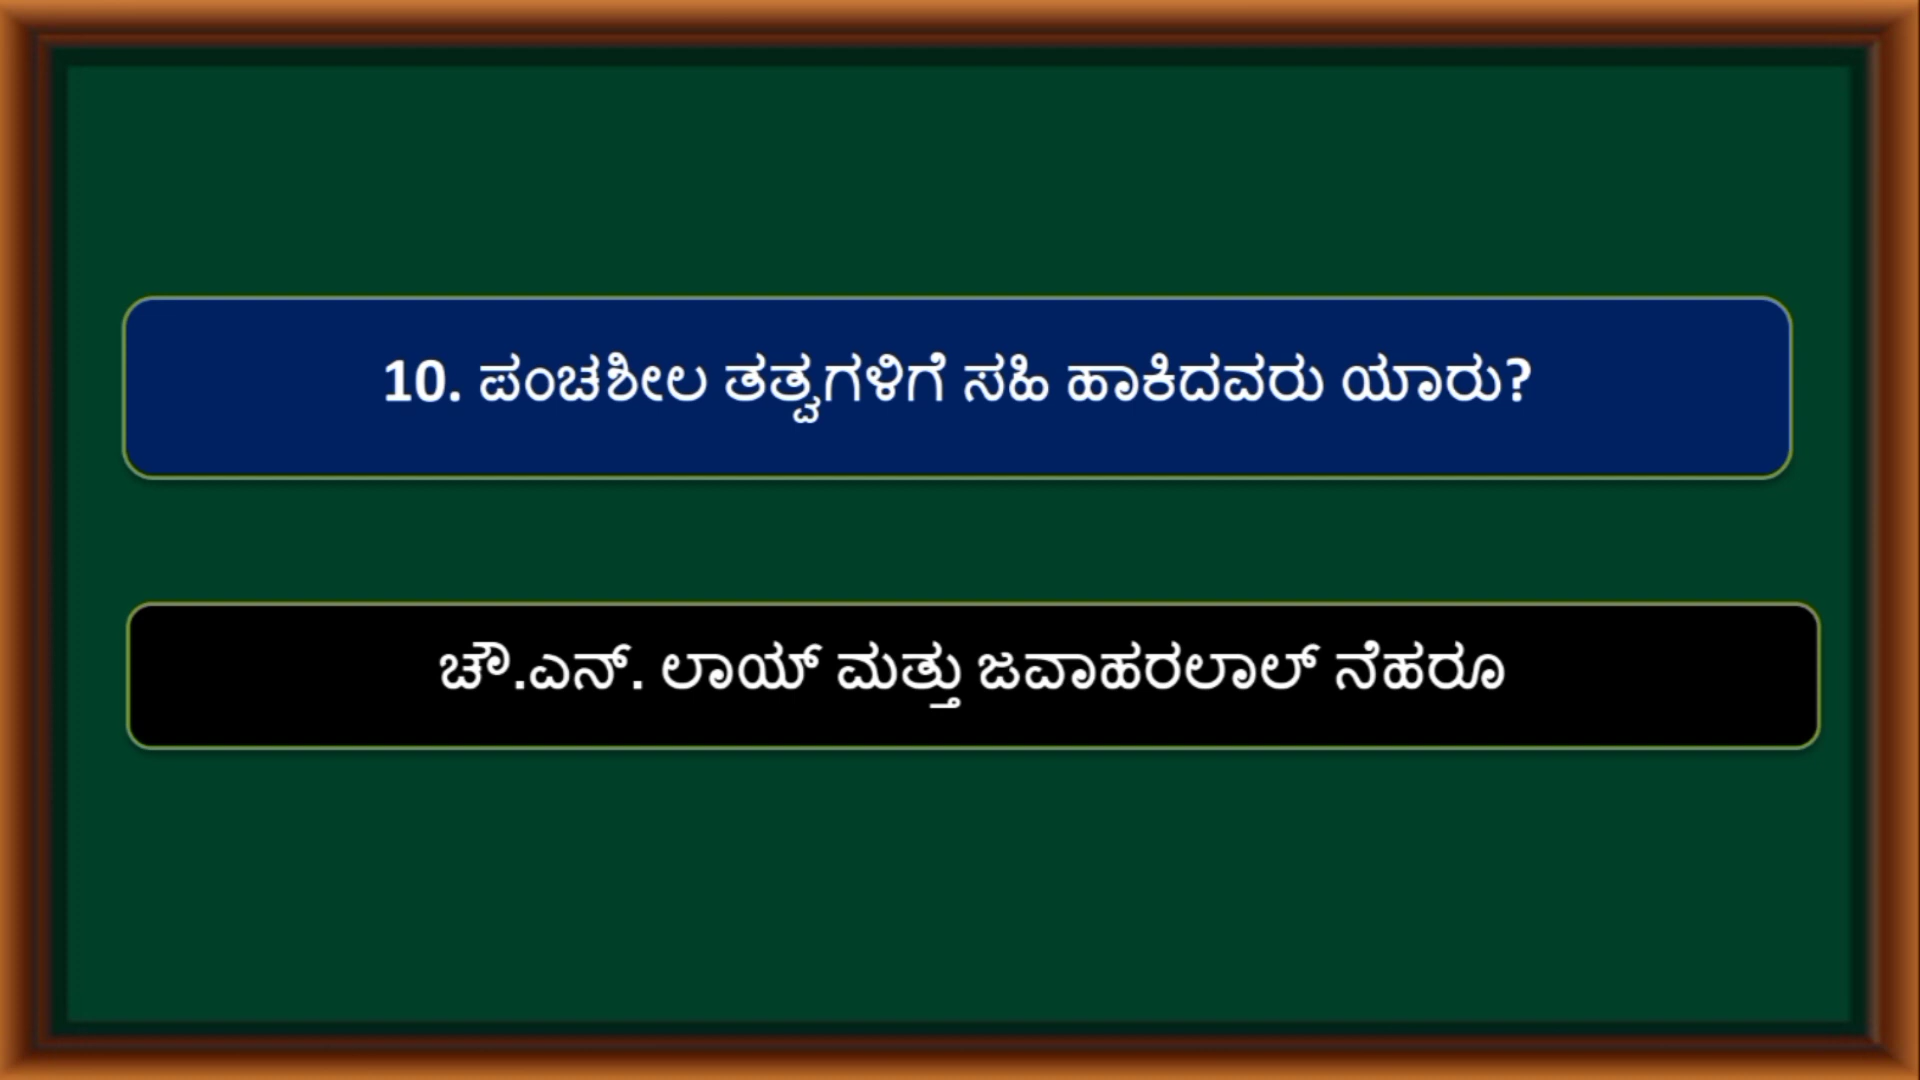 10. ಪಂಚಶೀಲ ತತ್ವಗಳಿಗೆ ಸಹಿ ಹಾಕಿದವರು ಯಾರು?
ಚೌ.ಎನ್. ಲಾಯ್ ಮತ್ತು ಜವಾಹರಲಾಲ್ ನೆಹರೂ